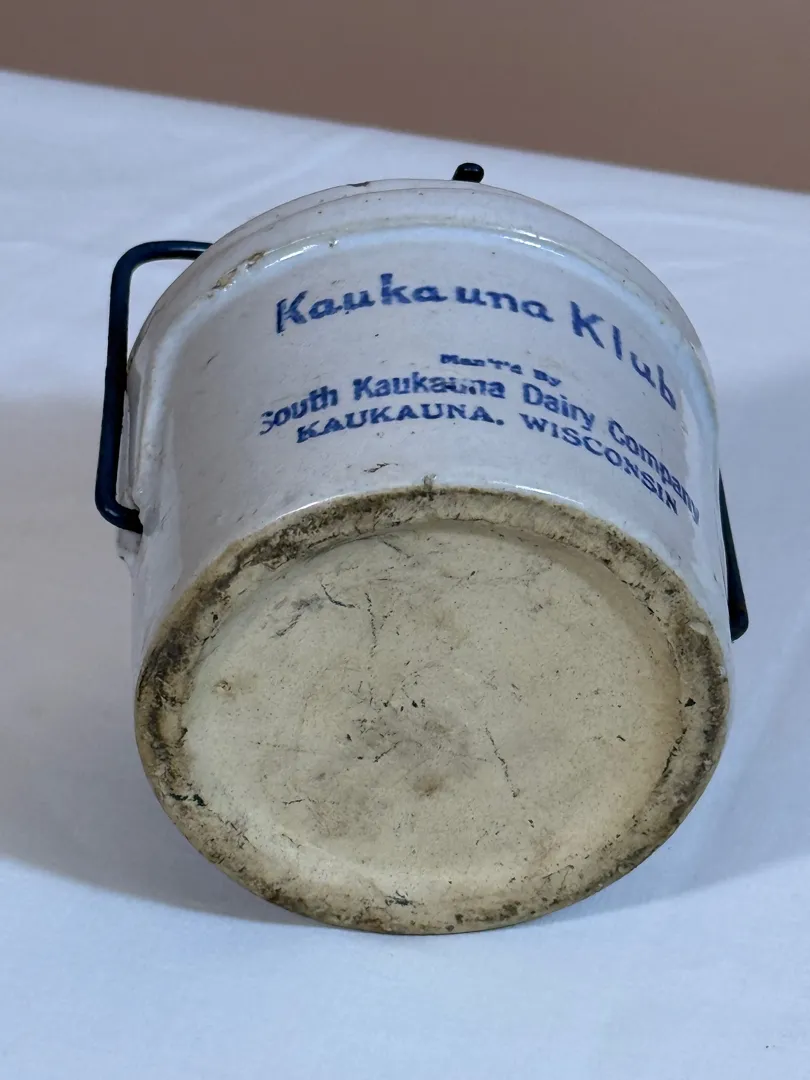 Kaukauna Klub
Man'f'd By
South Kaukauna Dairy Company
KAUKAUNA. WISCONSIN